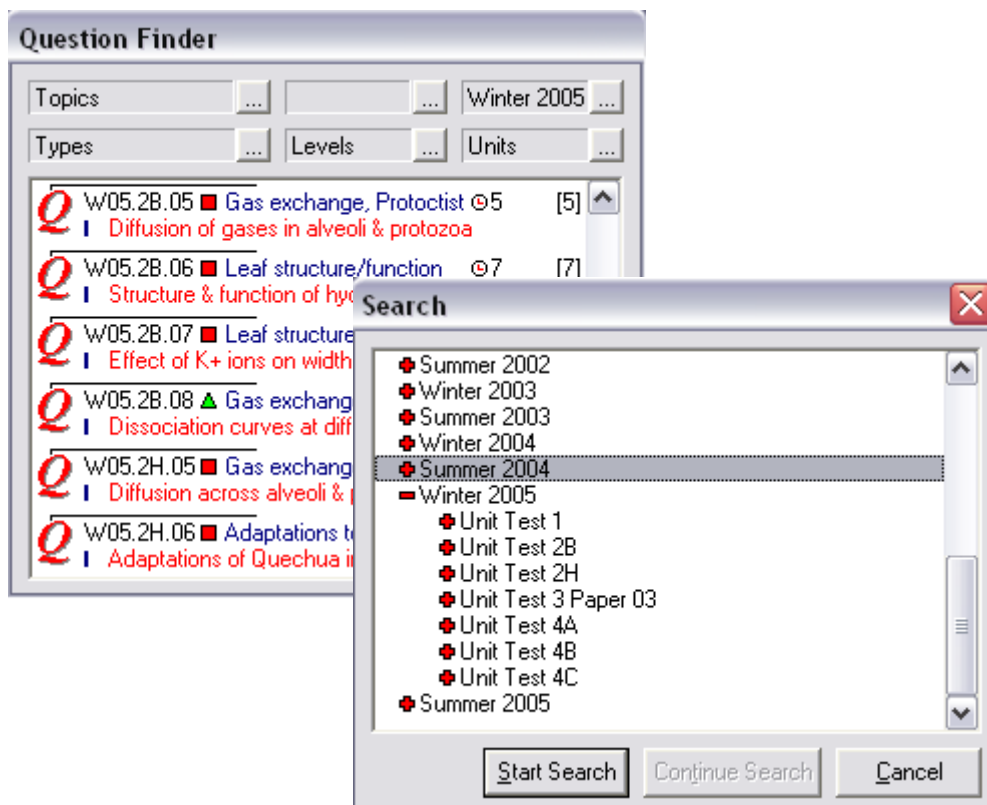 Question Finder
Topics ... ... Winter 2005 ...
Types ... Levels ... Units ...
Q W05.2B.05 Gas exchange, Protoctist 5 [5]
I Diffusion of gases in alveoli & protozoa
Q W05.2B.06 Leaf structure/function 7 [7]
I Structure & function of
Q W05.2B.07 Leaf structure
I Effect of K+ ions on width
Q W05.2B.08 Gas
I Dissociation curves at
Q W05.2H.05 Gas
I Diffusion across alveoli &
Q W05.2H.06 Adaptations
I Adaptations of Quechua
Search
Summer 2002
Winter 2003
Summer 2003
Winter 2004
Summer 2004
Winter 2005
Unit Test 1
Unit Test 2B
Unit Test 2H
Unit Test 3 Paper 03
Unit Test 4A
Unit Test 4B
Unit Test 4C
Summer 2005
Start Search Continue Search Cancel